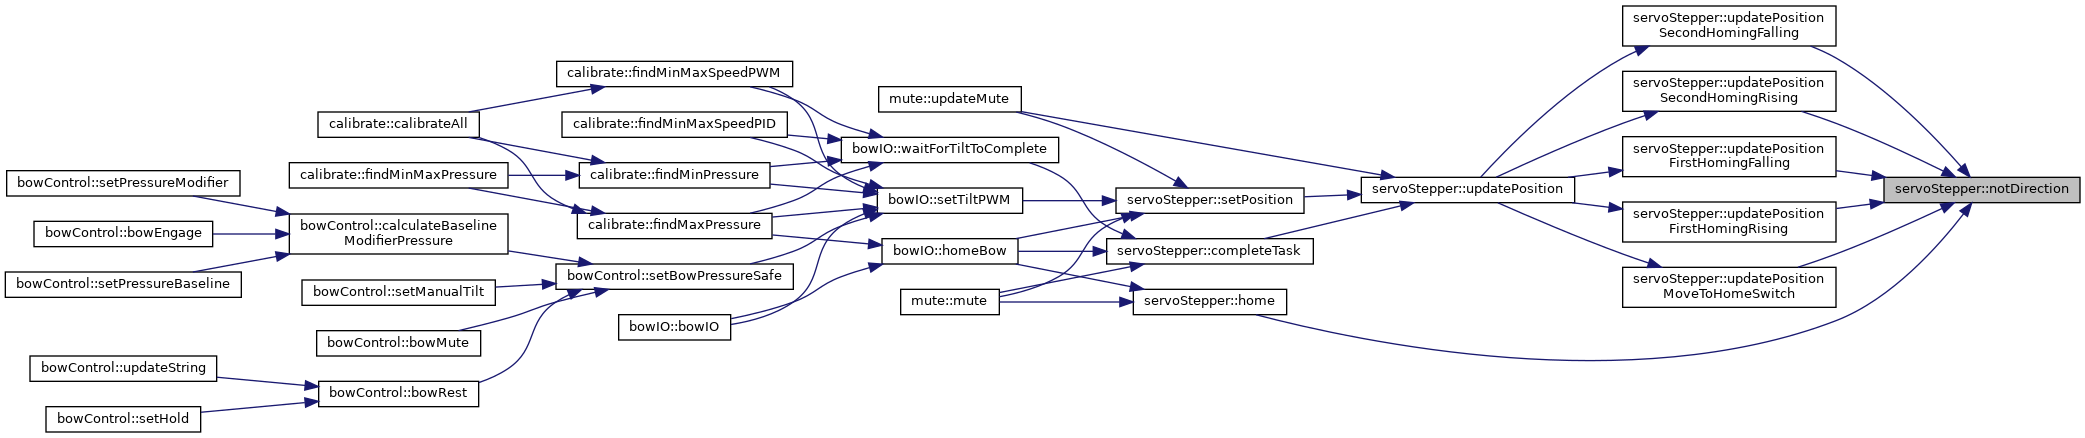 servoStepper::updatePosition
SecondHomingFalling
servoStepper::updatePosition
SecondHomingRising
servoStepper::updatePosition
FirstHomingFalling
servoStepper::updatePosition
FirstHomingRising
servoStepper::updatePosition
MoveToHomeSwitch
servoStepper::notDirection
servoStepper::updatePosition
mute::updateMute
servoStepper::setPosition
servoStepper::completeTask
servoStepper::home
bowIO::waitForTiltToComplete
bowIO::setTiltPWM
bowIO::homeBow
mute::mute
calibrate::findMinMaxSpeedPWM
calibrate::findMinMaxSpeedPID
calibrate::findMinPressure
calibrate::findMaxPressure
bowControl::setBowPressureSafe
bowIO::bowIO
calibrate::calibrateAll
calibrate::findMinMaxPressure
bowControl::calculateBaseline
ModifierPressure
bowControl::setManualTilt
bowControl::bowMute
bowControl::bowRest
bowControl::setPressureModifier
bowControl::bowEngage
bowControl::setPressureBaseline
bowControl::updateString
bowControl::setHold